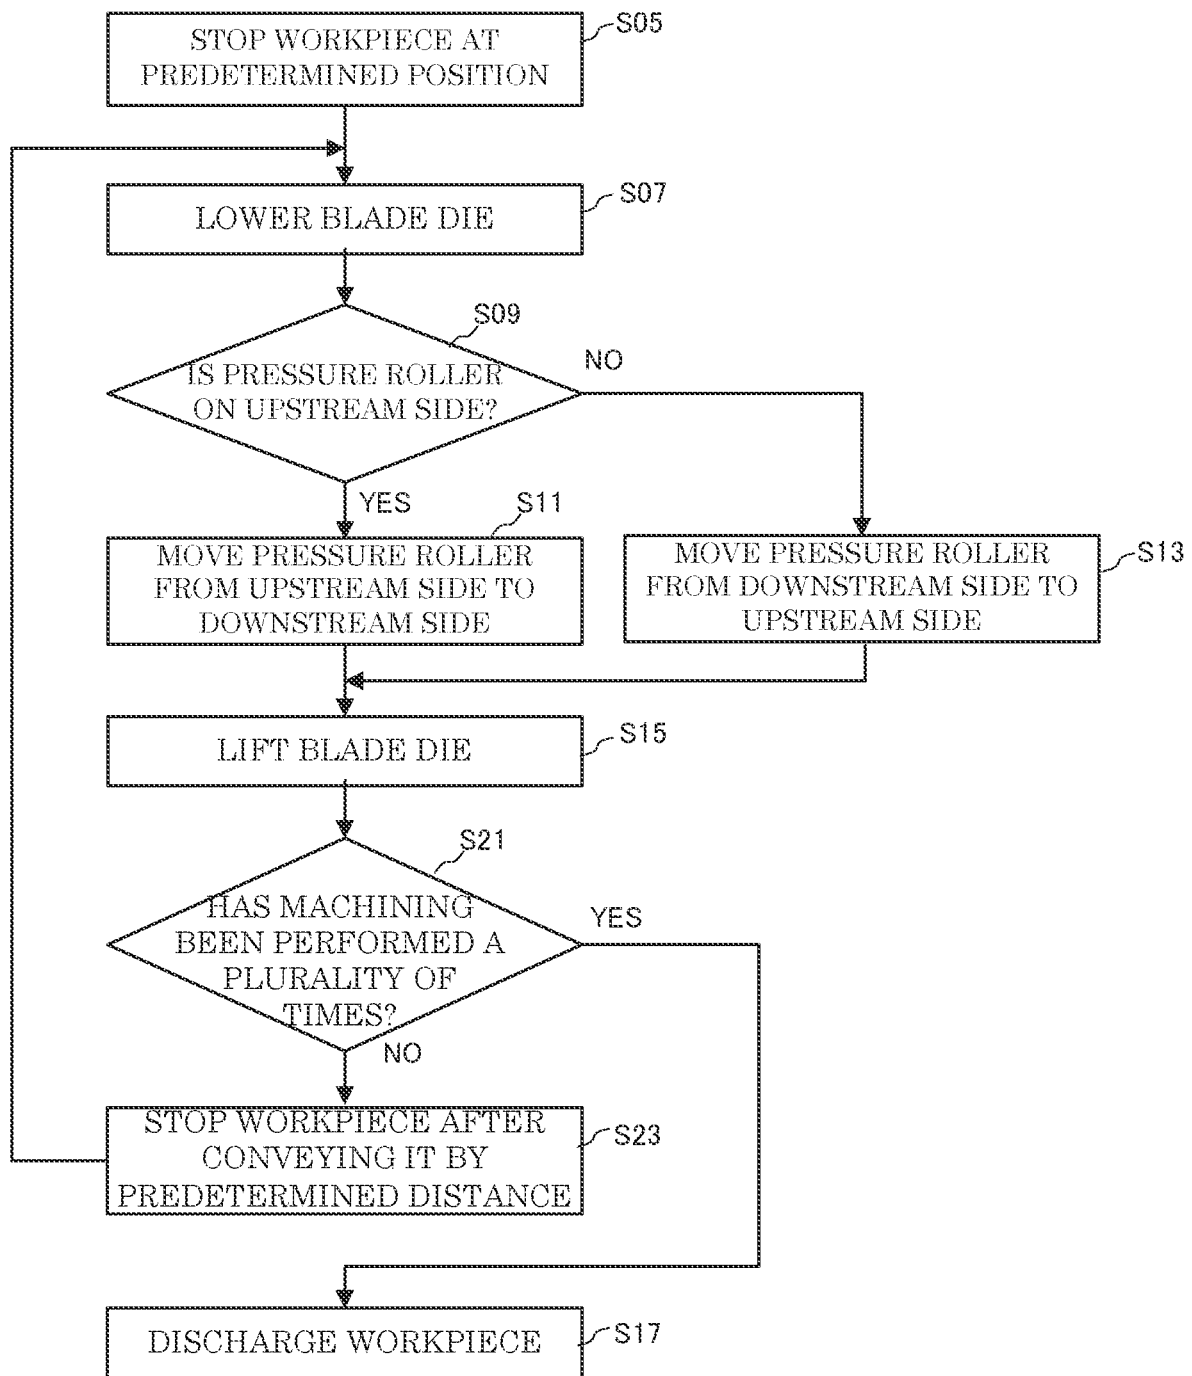 STOP WORKPIECE AT
PREDETERMINED POSITION
S05
LOWER BLADE DIE
S07
S09
IS PRESSURE ROLLER
ON UPSTREAM SIDE?
NO
YES
S11
MOVE PRESSURE ROLLER
FROM UPSTREAM SIDE TO
DOWNSTREAM SIDE
MOVE PRESSURE ROLLER
FROM DOWNSTREAM SIDE TO
UPSTREAM SIDE
S13
LIFT BLADE DIE
S15
S21
HAS MACHINING
BEEN PERFORMED A
PLURALITY OF
TIMES?
YES
NO
STOP WORKPIECE AFTER
CONVEYING IT BY
PREDETERMINED DISTANCE
S23
DISCHARGE WORKPIECE
S17